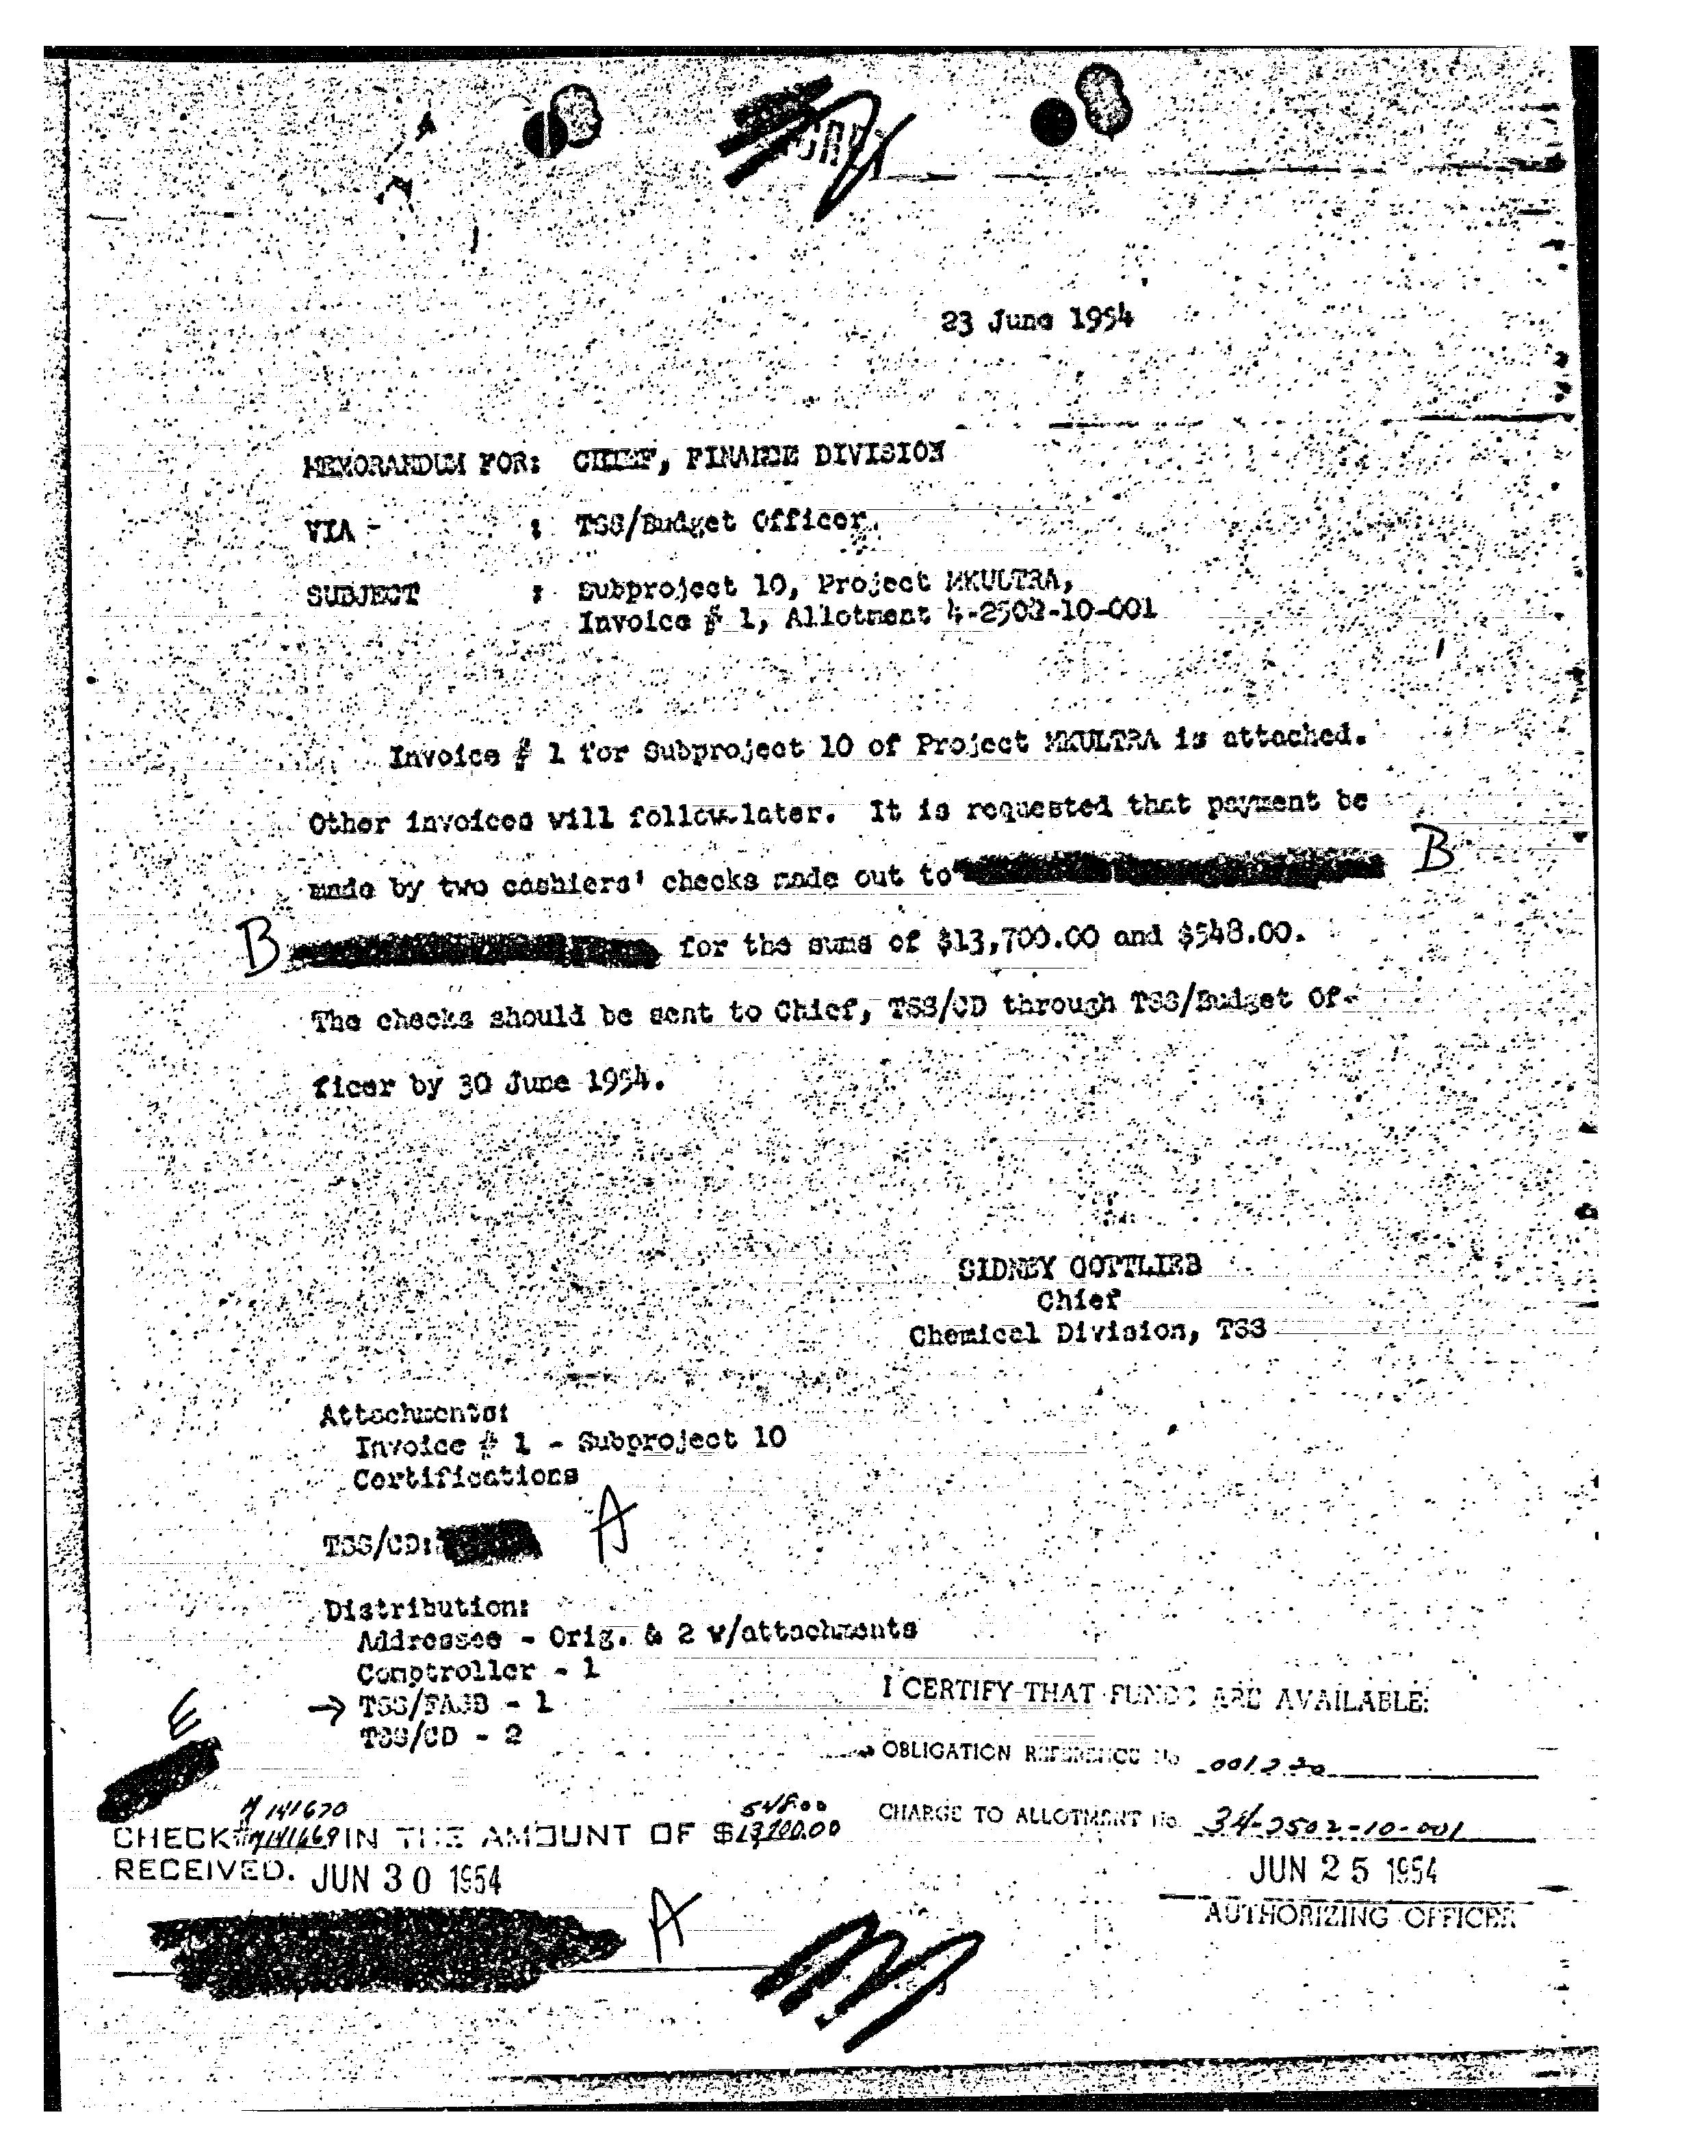 23 June 1954
MEMORANDUM FOR: CHIEF, FINANCE DIVISION
VIA - : TSS/Budget Officer
SUBJECT : Subproject 10, Project MKULTRA,
Invoice # 1, Allotment 4-2502-10-001
Invoice # 1 for Subproject 10 of Project MKULTRA is attached.
Other invoices will follow later. It is requested that payment be
made by two cashiers' checks made out to
B
B for the sums of $13,700.00 and $548.00.
The checks should be sent to Chief, TSS/CD through TSS/Budget Of-
ficer by 30 June 1954.
SIDNEY GOTTLIEB
Chief
Chemical Division, TSS
Attachments:
Invoice # 1 - Subproject 10
Certifications
TSS/CD: A
Distribution:
Addressee - Orig. & 2 w/attachments
Comptroller - 1
→ TSS/FASB - 1
TSS/CD - 2
E
I CERTIFY THAT FUNDS ARE AVAILABLE:
OBLIGATION REFERENCE No
CHARGE TO ALLOTMENT No. 34-2502-10-001
JUN 25 1954
AUTHORIZING OFFICER
141670 548.00
CHECK # 141669 IN THE AMOUNT OF $13,700.00
RECEIVED. JUN 30 1954
A